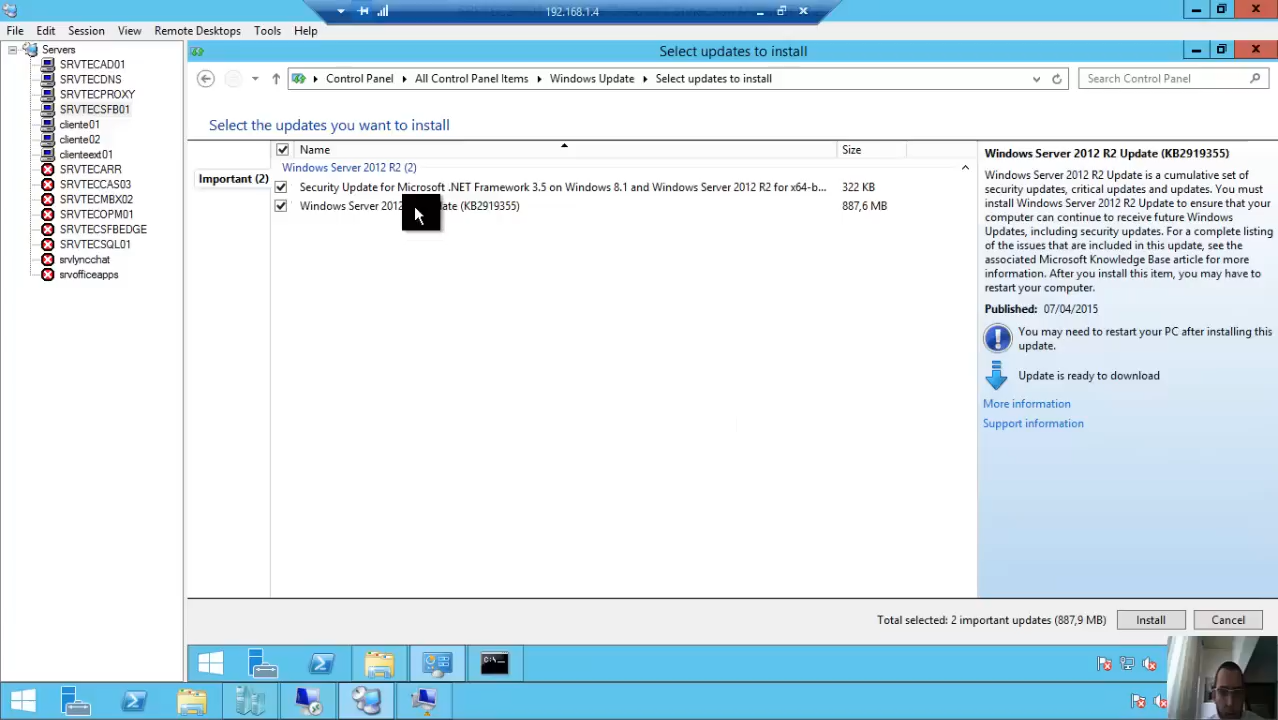 192.168.1.4
File Edit Session View Remote Desktops Tools Help
Servers
SRVTECAD01
SRVTECDNS
SRVTECPROXY
SRVTECSFB01
cliente01
cliente02
clienteext01
SRVTECARR
SRVTECCAS03
SRVTECMBX02
SRVTECOPM01
SRVTECSFBEDGE
SRVTECSQL01
srvlyncchat
srvofficeapps
Select updates to install
Control Panel All Control Panel Items Windows Update Select updates to install
Search Control Panel
Select the updates you want to install
Name Size
Windows Server 2012 R2 (2)
Important (2)
Security Update for Microsoft .NET Framework 3.5 on Windows 8.1 and Windows Server 2012 R2 for x64-b... 322 KB
Windows Server 2012 (KB2919355) 887,6 MB
Windows Server 2012 R2 Update (KB2919355)
Windows Server 2012 R2 Update is a cumulative set of
security updates, critical updates and updates. You must
install Windows Server 2012 R2 Update to ensure that your
computer can continue to receive future Windows
Updates, including security updates. For a complete listing
of the issues that are included in this update, see the
associated Microsoft Knowledge Base article for more
information. After you install this item, you may have to
restart your computer.
Published: 07/04/2015
You may need to restart your PC after installing this
update.
Update is ready to download
More information
Support information
Total selected: 2 important updates (887,9 MB)
Install
Cancel